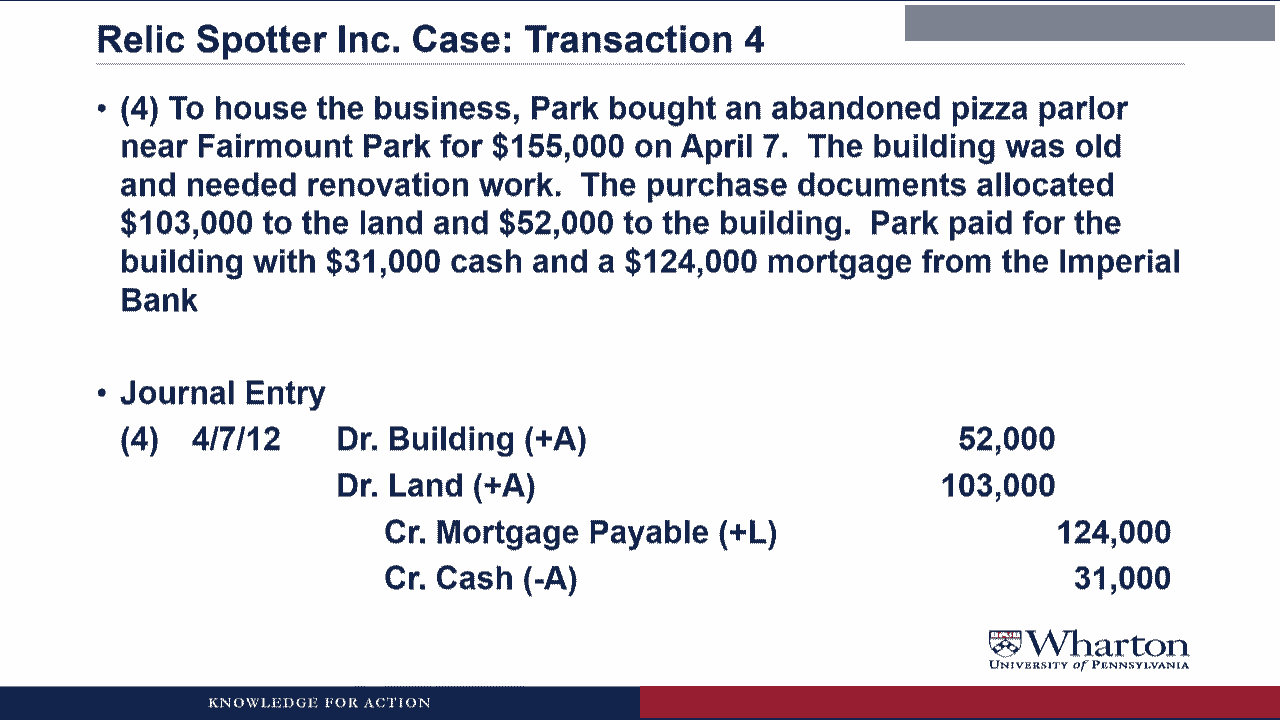 Relic Spotter Inc. Case: Transaction 4
• (4) To house the business, Park bought an abandoned pizza parlor
near Fairmount Park for $155,000 on April 7. The building was old
and needed renovation work. The purchase documents allocated
$103,000 to the land and $52,000 to the building. Park paid for the
building with $31,000 cash and a $124,000 mortgage from the Imperial
Bank
• Journal Entry
(4) 4/7/12 Dr. Building (+A) 52,000
Dr. Land (+A) 103,000
Cr. Mortgage Payable (+L) 124,000
Cr. Cash (-A) 31,000
Wharton
UNIVERSITY of PENNSYLVANIA
KNOWLEDGE FOR ACTION